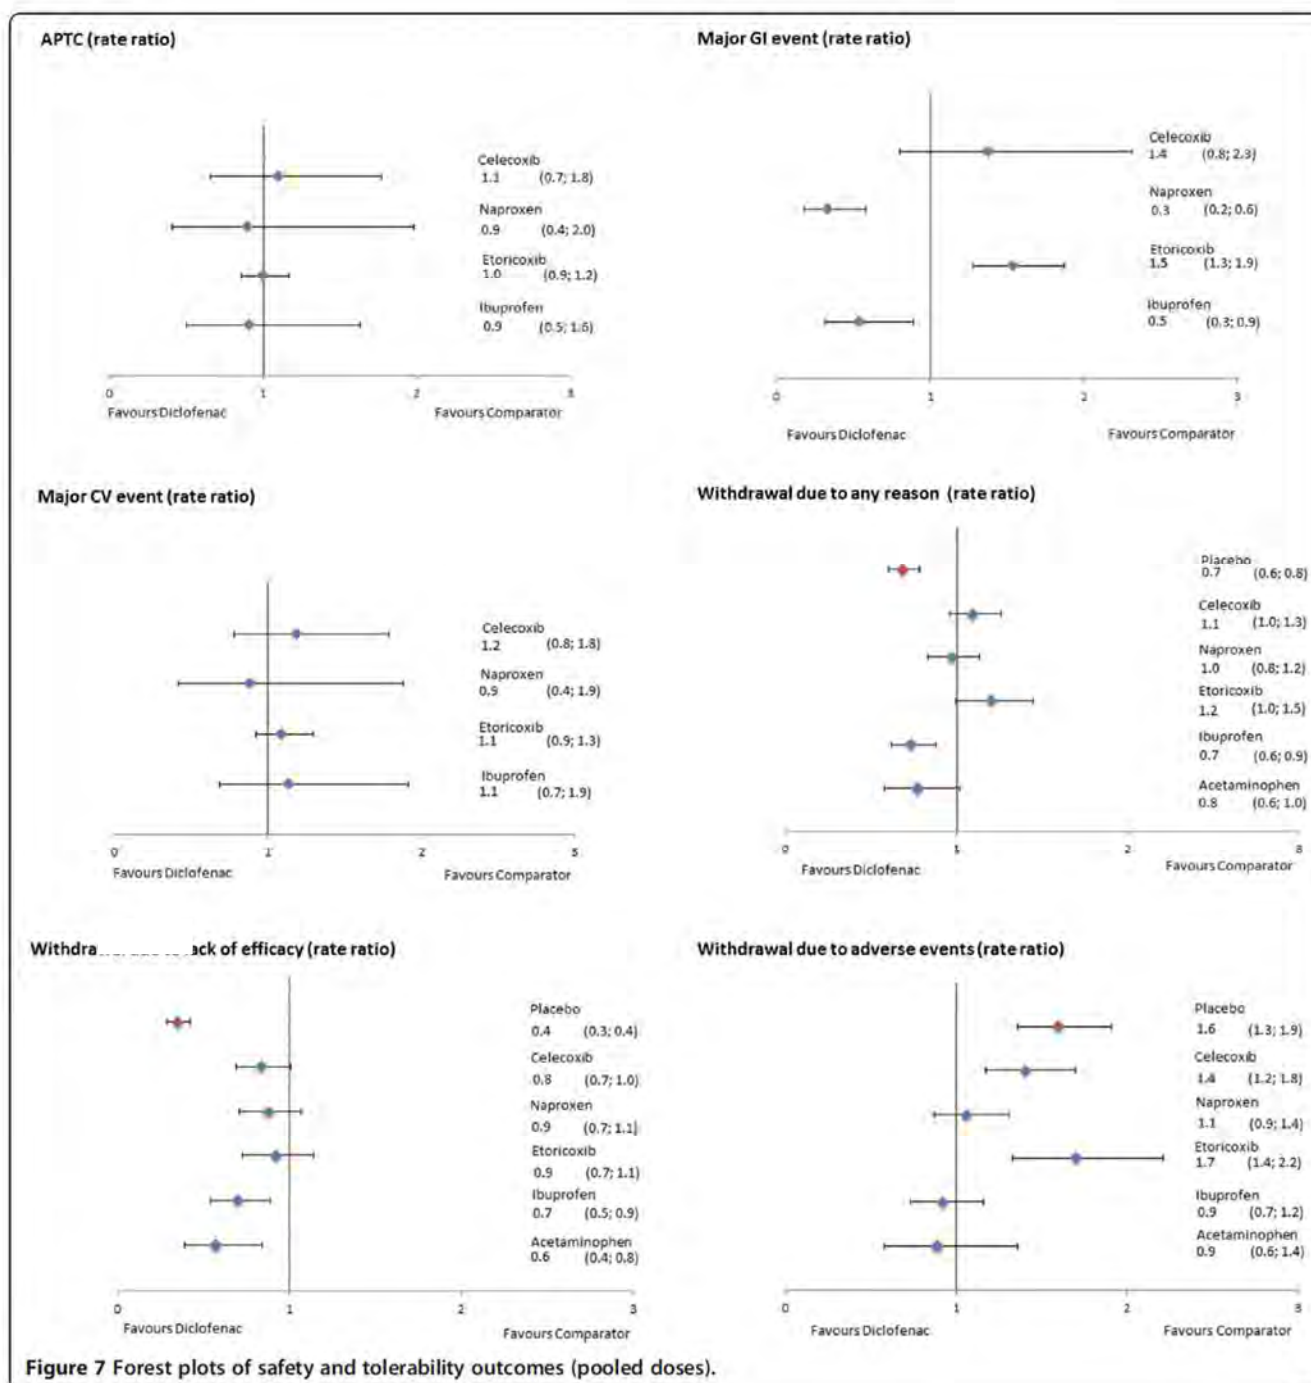 APTC (rate ratio)
Celecoxib
1.1 (0.7; 1.8)
Naproxen
0.9 (0.4; 2.0)
Etoricoxib
1.0 (0.9; 1.2)
Ibuprofen
0.9 (0.5; 1.6)
0 1 2 3
Favours Diclofenac Favours Comparator
Major GI event (rate ratio)
Celecoxib
1.4 (0.8; 2.3)
Naproxen
0.3 (0.2; 0.6)
Etoricoxib
1.5 (1.3; 1.9)
Ibuprofen
0.5 (0.3; 0.9)
0 1 2 3
Favours Diclofenac Favours Comparator
Major CV event (rate ratio)
Celecoxib
1.2 (0.8; 1.8)
Naproxen
0.9 (0.4; 1.9)
Etoricoxib
1.1 (0.9; 1.3)
Ibuprofen
1.1 (0.7; 1.9)
0 1 2 3
Favours Diclofenac Favours Comparator
Withdrawal due to any reason (rate ratio)
Placebo
0.7 (0.6; 0.8)
Celecoxib
1.1 (1.0; 1.3)
Naproxen
1.0 (0.8; 1.2)
Etoricoxib
1.2 (1.0; 1.5)
Ibuprofen
0.7 (0.6; 0.9)
Acetaminophen
0.8 (0.6; 1.0)
0 1 2 3
Favours Diclofenac Favours Comparator
Withdra ack of efficacy (rate ratio)
Placebo
0.4 (0.3; 0.4)
Celecoxib
0.8 (0.7; 1.0)
Naproxen
0.9 (0.7; 1.1)
Etoricoxib
0.9 (0.7; 1.1)
Ibuprofen
0.7 (0.5; 0.9)
Acetaminophen
0.6 (0.4; 0.8)
0 1 2 3
Favours Diclofenac Favours Comparator
Withdrawal due to adverse events (rate ratio)
Placebo
1.6 (1.3; 1.9)
Celecoxib
1.4 (1.2; 1.8)
Naproxen
1.1 (0.9; 1.4)
Etoricoxib
1.7 (1.4; 2.2)
Ibuprofen
0.9 (0.7; 1.2)
Acetaminophen
0.9 (0.6; 1.4)
0 1 2 3
Favours Diclofenac Favours Comparator
Figure 7 Forest plots of safety and tolerability outcomes (pooled doses).